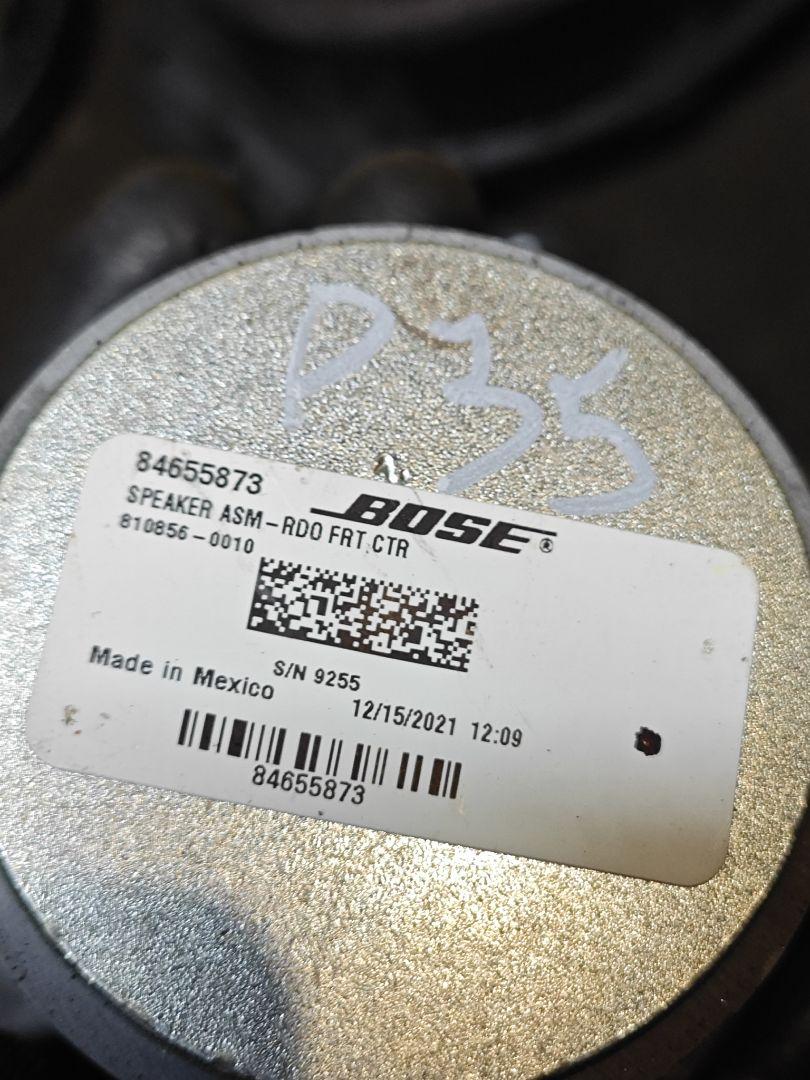 P35
84655873
SPEAKER ASM-RDO FRT CTR
810856-0010
BOSE®
S/N 9255
Made in Mexico
12/15/2021 12:09
84655873